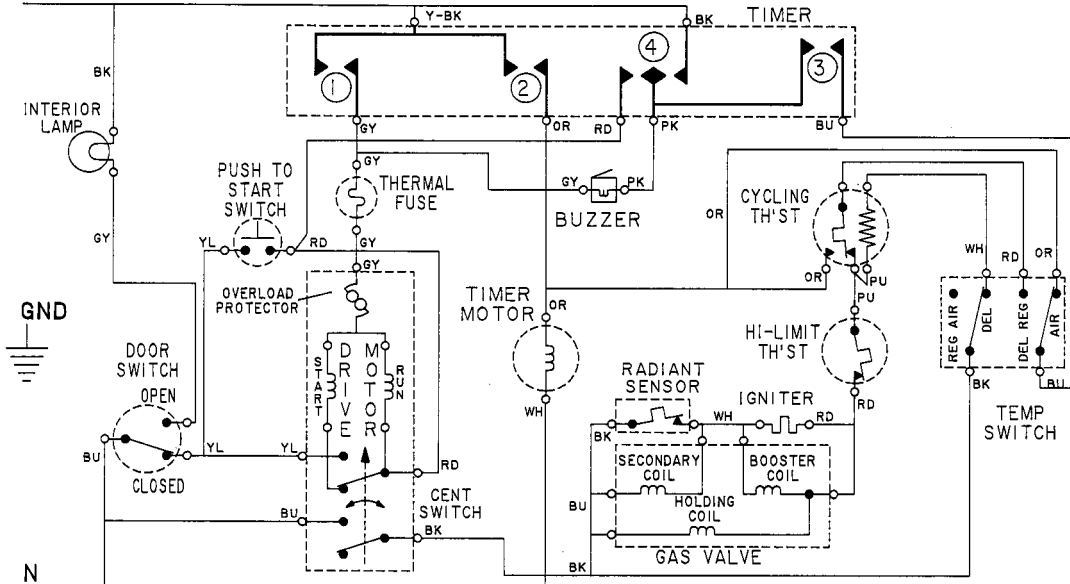 Y-BK
BK
TIMER
1
2
4
3
BK
INTERIOR
LAMP
GY
OR
RD
PK
BU
GY
PUSH TO
START
SWITCH
THERMAL
FUSE
GY
PK
BUZZER
CYCLING
TH'ST
OR
GY
YL
RD
GY
GY
WH
RD
OR
OR
PU
PU
OVERLOAD
PROTECTOR
TIMER
MOTOR
OR
HI-LIMIT
TH'ST
REG AIR
DEL
DEL REG
AIR
GND
DOOR
SWITCH
OPEN
CLOSED
START
DRIVE
MOTOR
RUN
WH
RADIANT
SENSOR
IGNITER
RD
BK
BU
TEMP
SWITCH
BK
WH
RD
BU
YL
YL
RD
SECONDARY
COIL
BOOSTER
COIL
CENT
SWITCH
BU
BU
HOLDING
COIL
BK
GAS VALVE
BK
N